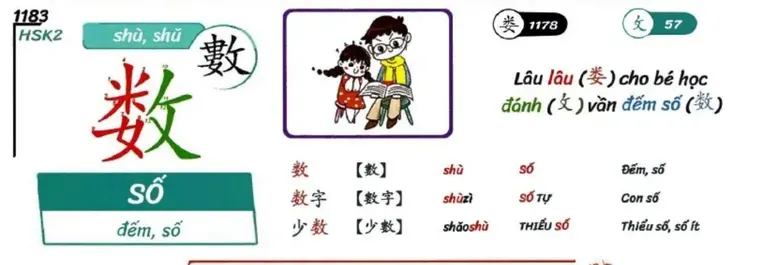 1183
HSK2
shù, shǔ
数 數
SỐ
đếm, số
娄 1178
攵 57
Lâu lâu (娄) cho bé học
đánh (攵) vần đếm số (数)
数 【數】 shù SỐ Đếm, số
数字 【數字】 shùzì SỐ TỰ Con số
少数 【少數】 shǎoshù THIỂU SỐ Thiểu số, số ít